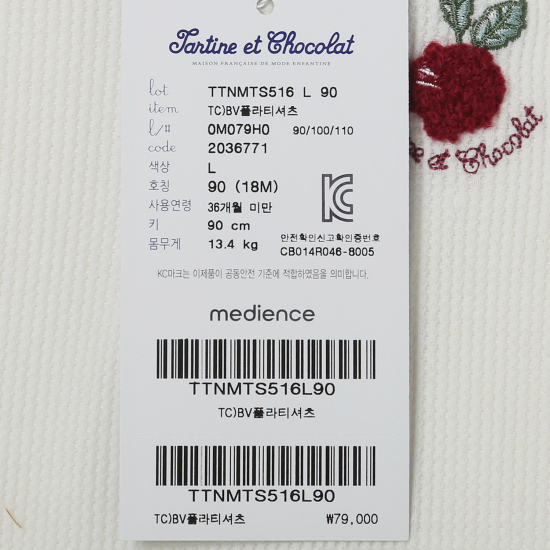 Tartine et Chocolat
MAISON FRANÇAISE DE MODE ENFANTINE
lot TTNMTS516 L 90
item TC)BV플라티셔츠
l/# 0M079H0 90/100/110
code 2036771
색상 L
호칭 90 (18M)
사용연령 36개월 미만
키 90 cm
몸무게 13.4 kg
안전확인신고확인증번호
CB014R046-8005
KC마크는 이제품이 공동안전 기준에 적합하였음을 의미합니다.
medience
TTNMTS516L90
TC)BV플라티셔츠
TTNMTS516L90
TC)BV플라티셔츠 ₩79,000
e et Chocolat